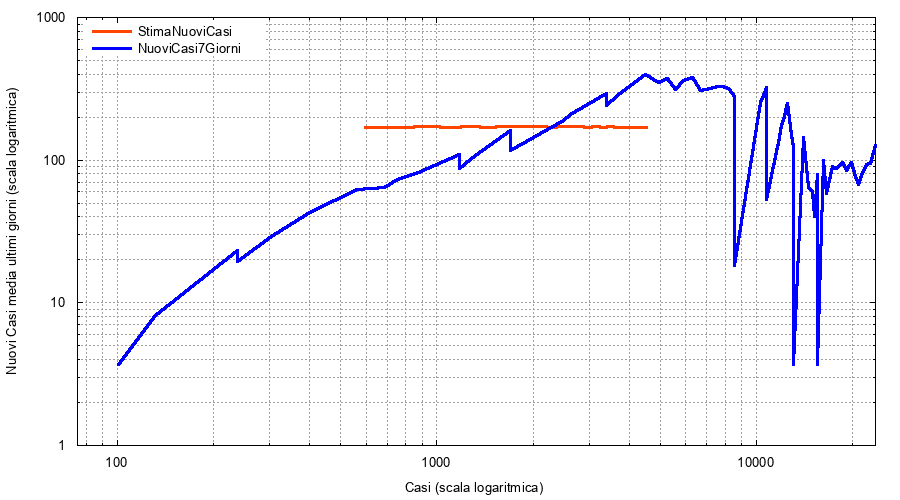 StimaNuoviCasi
NuoviCasi7Giorni
Nuovi Casi media ultimi giorni (scala logaritmica)
1000
100
10
1
100
1000
10000
Casi (scala logaritmica)